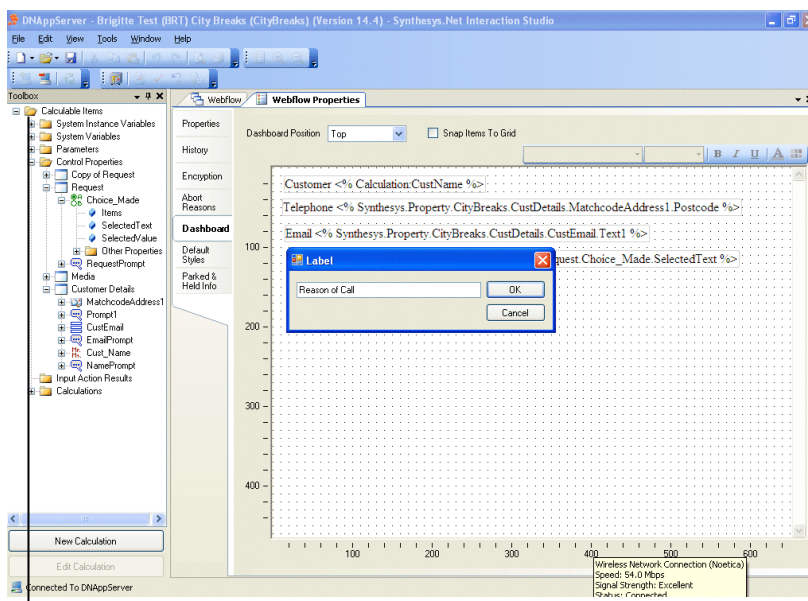 DNAppServer - Brigitte Test (BRT) City Breaks (CityBreaks) (Version 14.4) - Synthesys.Net Interaction Studio
File Edit View Tools Window Help
Toolbox
Webflow Webflow Properties
Calculable Items
System Instance Variables
System Variables
Parameters
Control Properties
Copy of Request
Request
Choice_Made
Items
SelectedText
SelectedValue
Other Properties
RequestPrompt
Media
Customer Details
MatchcodeAddress1
Prompt1
CustEmail
EmailPrompt
Cust_Name
NamePrompt
Input Action Results
Calculations
New Calculation
Edit Calculation
Properties
History
Encryption
Abort
Reasons
Dashboard
Default
Styles
Parked &
Held Info
Dashboard Position Top Snap Items To Grid
B I U A
Customer <% Calculation:CustName %>
Telephone <% Synthesys.Property.CityBreaks.CustDetails.MatchcodeAddress1.Postcode %>
Email <% Synthesys.Property.CityBreaks.CustDetails.CustEmail.Text1 %>
quest.Choice_Made.SelectedText %>
Label
Reason of Call
OK
Cancel
100
200
300
400
100 200 300 400 500 600
Wireless Network Connection (Noetica)
Speed: 54.0 Mbps
Signal Strength: Excellent
Status: Connected
Connected To DNAppServer